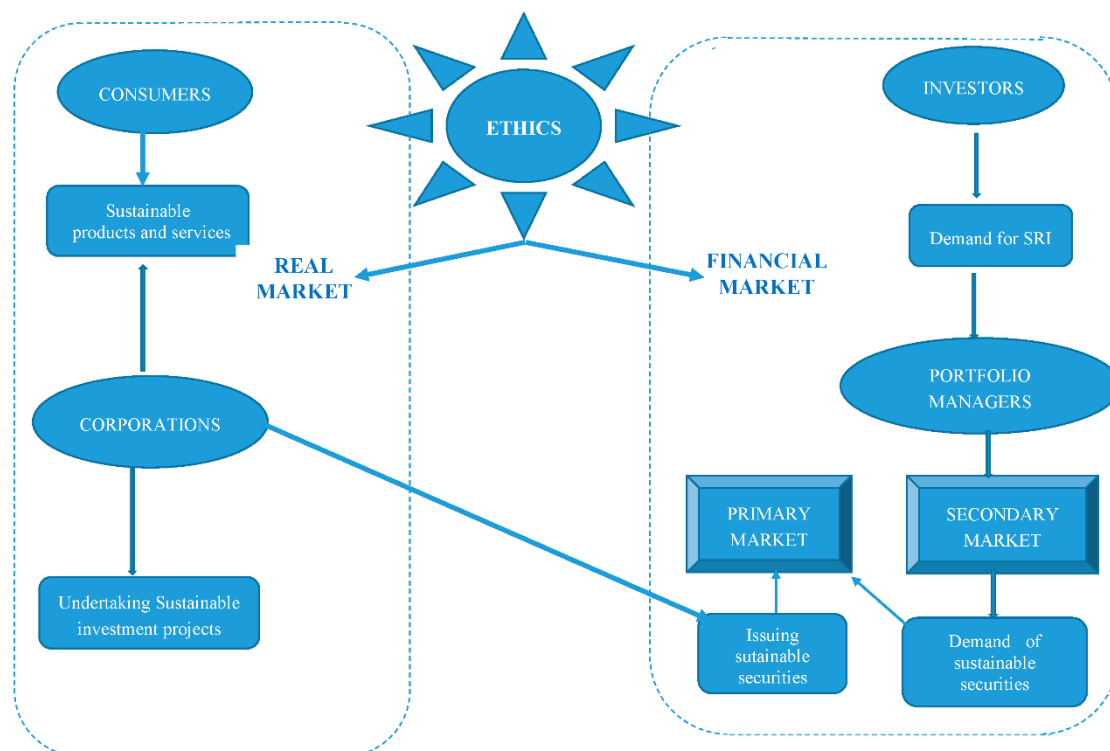 CONSUMERS
Sustainable
products and services
CORPORATIONS
Undertaking Sustainable
investment projects
ETHICS
REAL
MARKET
FINANCIAL
MARKET
INVESTORS
Demand for SRI
PORTFOLIO
MANAGERS
PRIMARY
MARKET
SECONDARY
MARKET
Issuing
sutainable
securities
Demand of
sustainable
securities